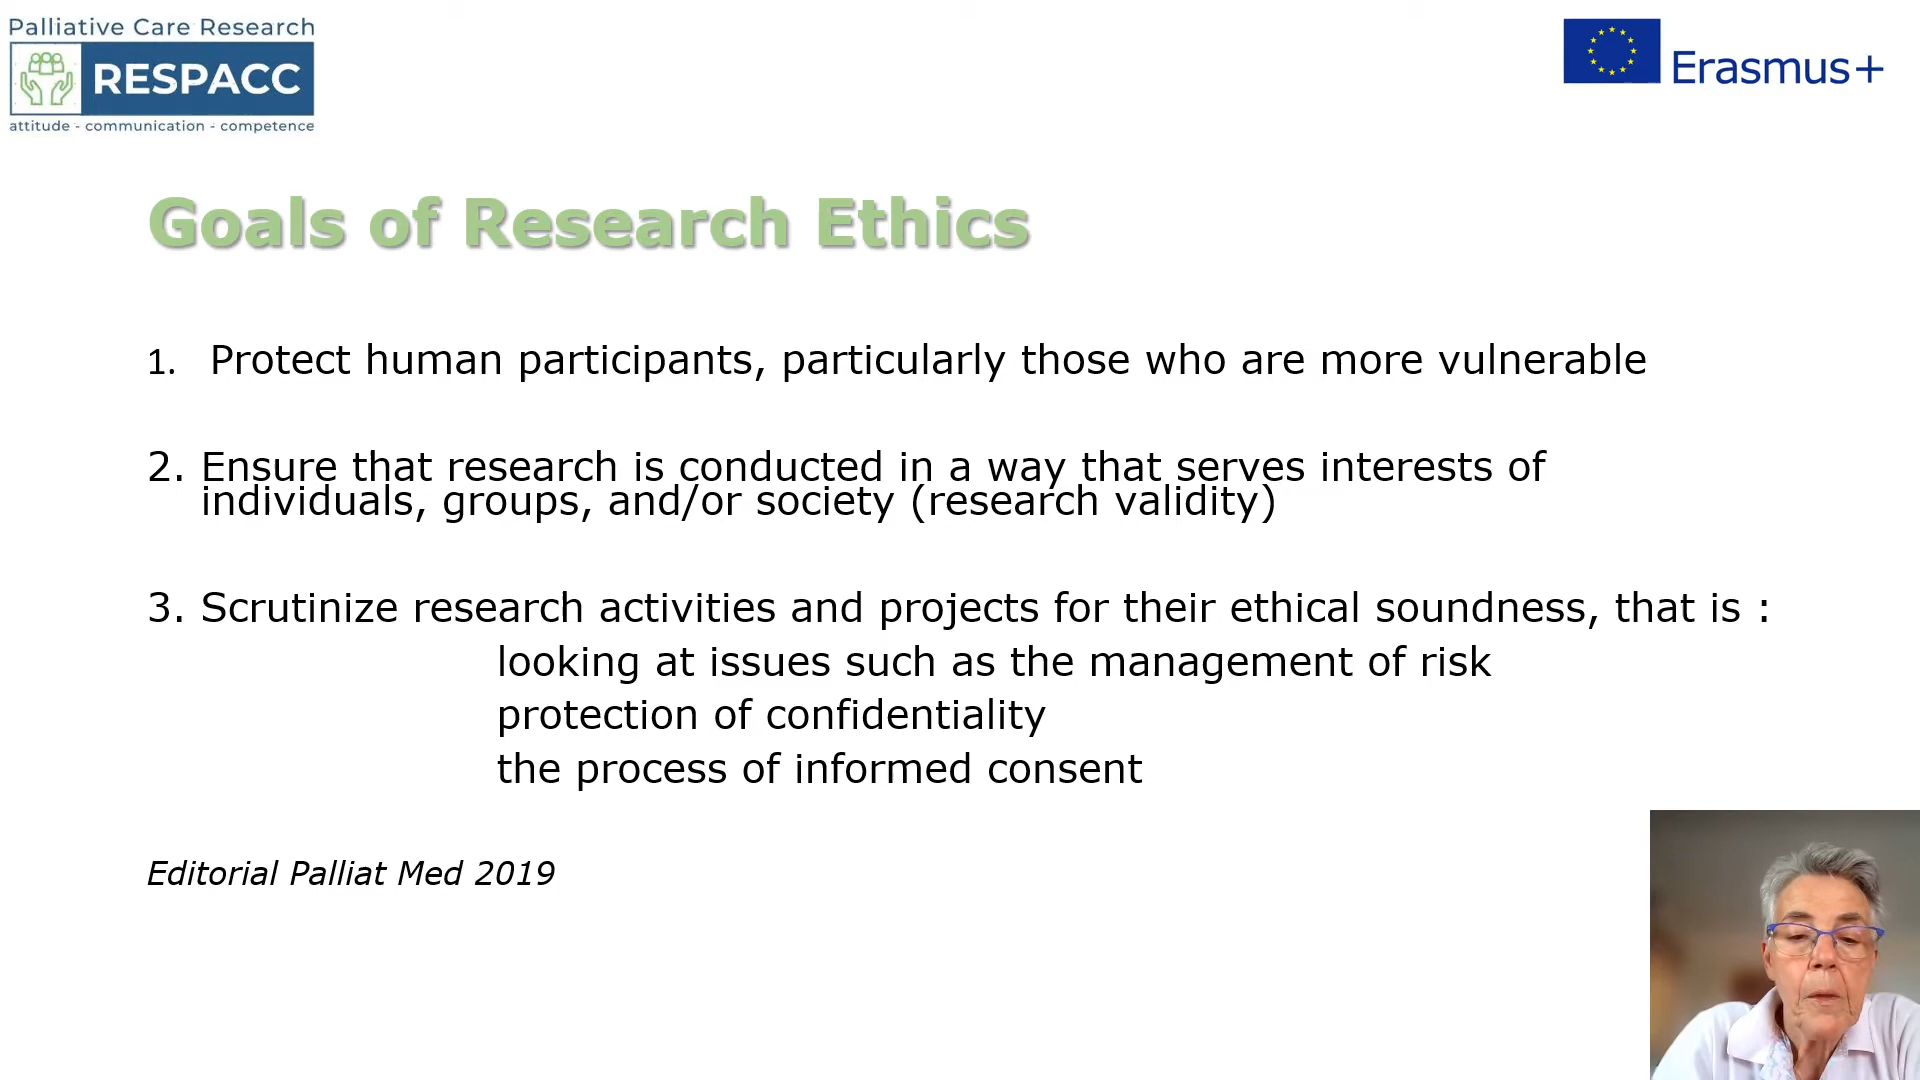 Palliative Care Research
RESPACC
attitude - communication - competence
Erasmus+
Goals of Research Ethics
1. Protect human participants, particularly those who are more vulnerable
2. Ensure that research is conducted in a way that serves interests of
individuals, groups, and/or society (research validity)
3. Scrutinize research activities and projects for their ethical soundness, that is :
looking at issues such as the management of risk
protection of confidentiality
the process of informed consent
Editorial Palliat Med 2019